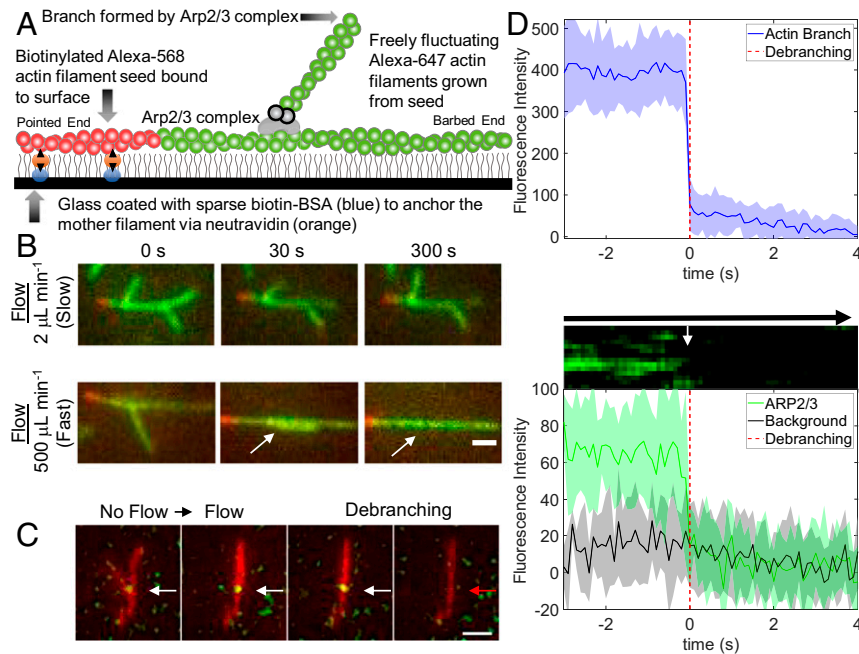 A
Branch formed by Arp2/3 complex
Biotinylated Alexa-568
actin filament seed bound
to surface
Freely fluctuating
Alexa-647 actin
filaments grown
from seed
Pointed End
Arp2/3 complex
Barbed End
Glass coated with sparse biotin-BSA (blue) to anchor the
mother filament via neutravidin (orange)
B
0 s
30 s
300 s
Flow
2 µL min⁻¹
(Slow)
Flow
500 µL min⁻¹
(Fast)
C
No Flow
Flow
Debranching
D
Fluorescence Intensity
500
400
300
200
100
0
Actin Branch
Debranching
-2
0
2
4
time (s)
Fluorescence Intensity
100
80
60
40
20
0
-20
ARP2/3
Background
Debranching
-2
0
2
4
time (s)